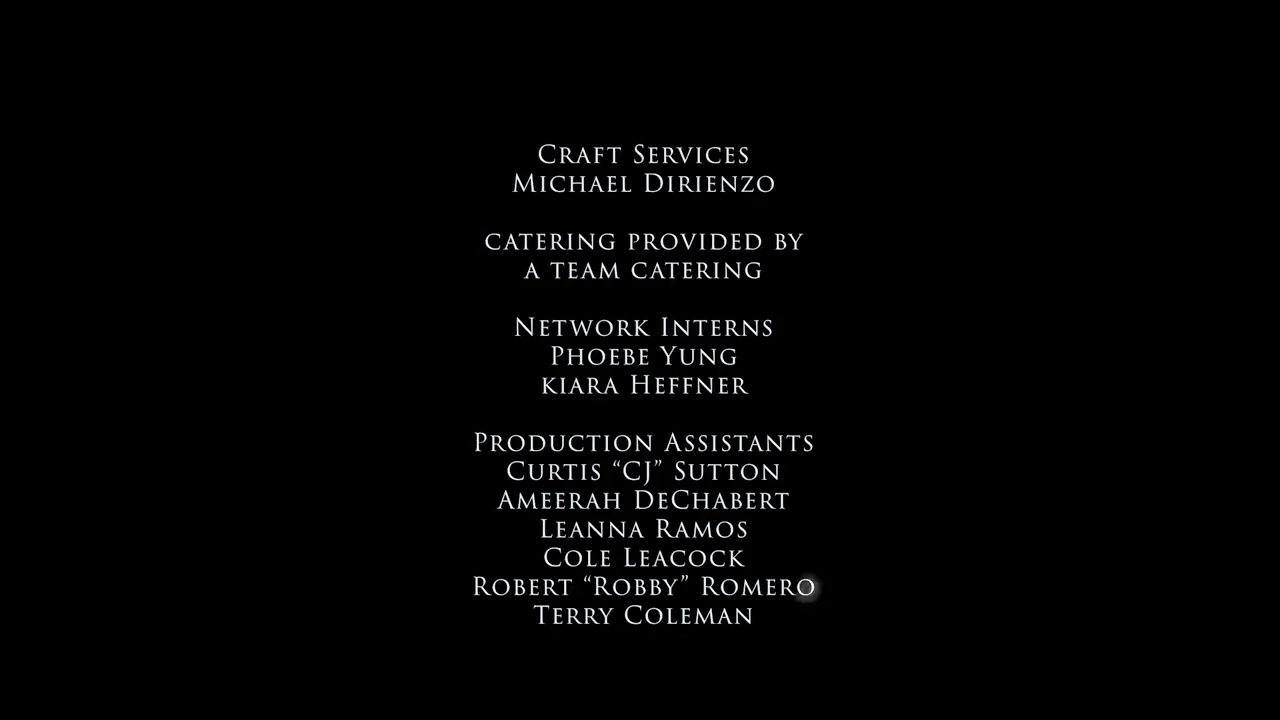 Craft Services
Michael Dirienzo
catering provided by
a team catering
Network Interns
Phoebe Yung
kiara Heffner
Production Assistants
Curtis “CJ” Sutton
Ameerah DeChabert
Leanna Ramos
Cole Leacock
Robert “Robby” Romero
Terry Coleman